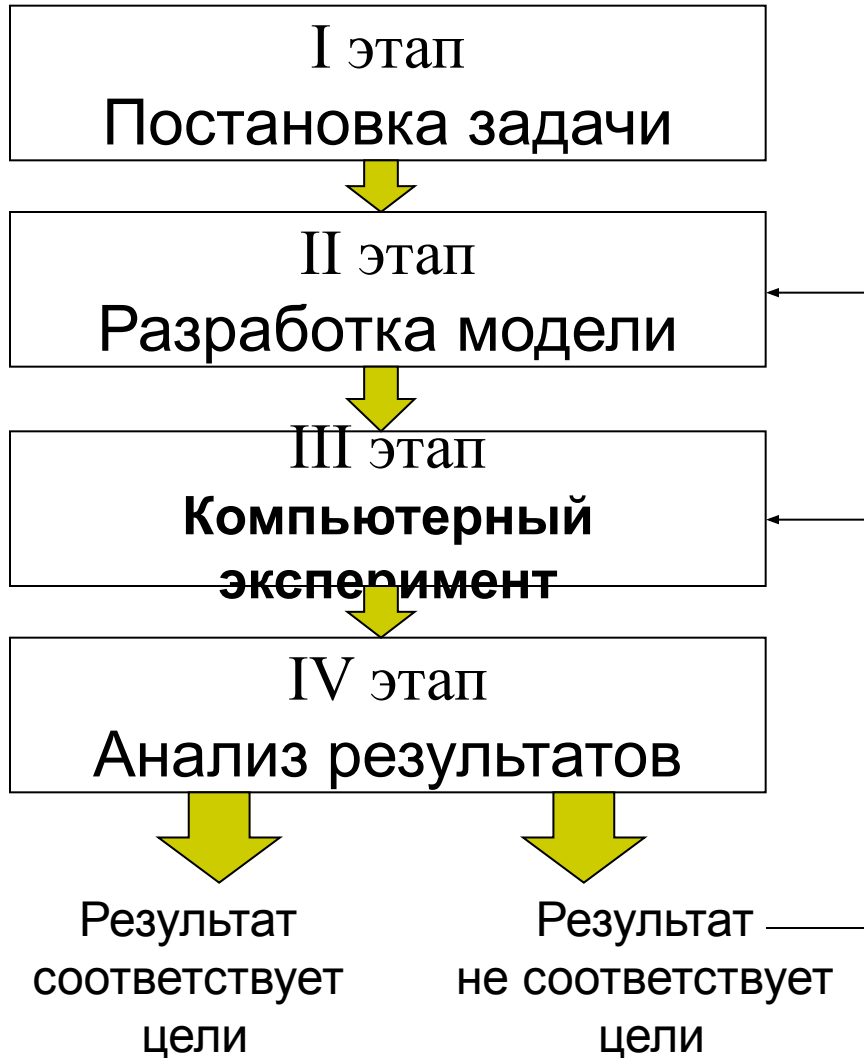 I этап
Постановка задачи
II этап
Разработка модели
III этап
Компьютерный
эксперимент
IV этап
Анализ результатов
Результат
соответствует
цели
Результат
не соответствует
цели